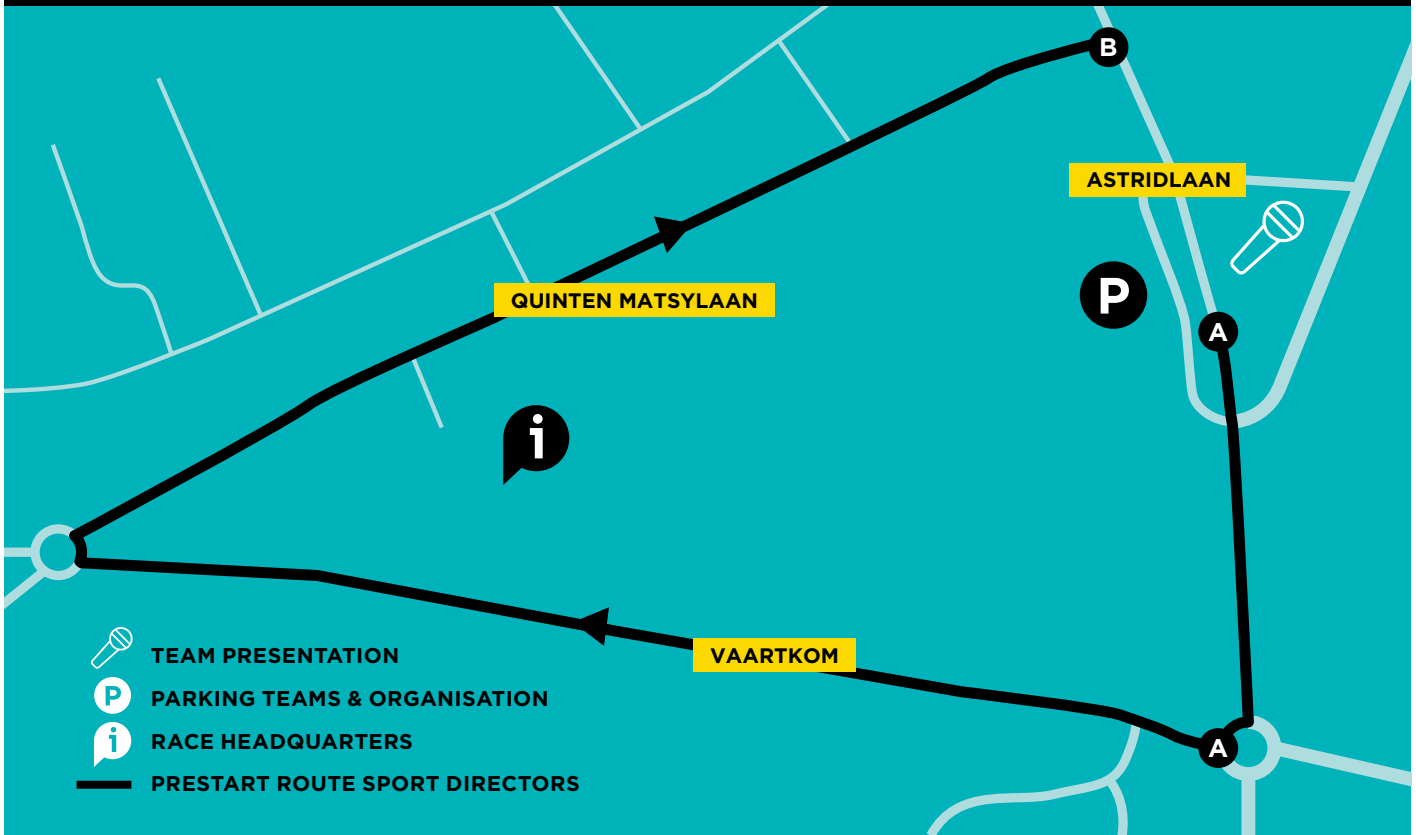 B
ASTRIDLAAN
P
QUINTEN MATSYLAAN
A
i
VAARTKOM
A
TEAM PRESENTATION
P PARKING TEAMS & ORGANISATION
i RACE HEADQUARTERS
PRESTART ROUTE SPORT DIRECTORS